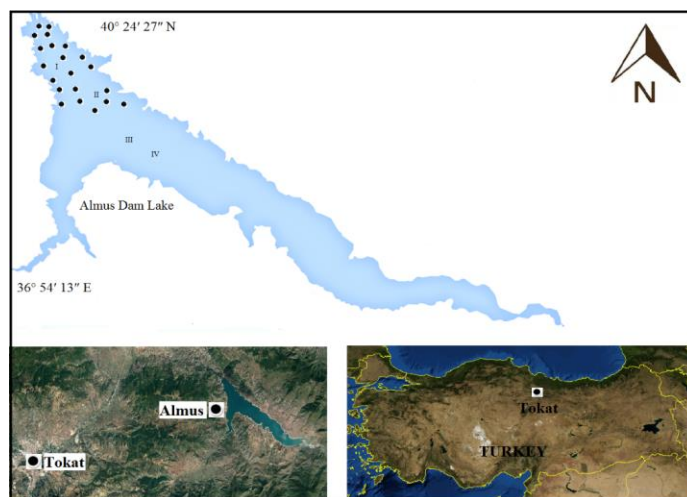 40° 24′ 27″ N
N
I
II
III
IV
Almus Dam Lake
36° 54′ 13″ E
Almus
Tokat
Tokat
TURKEY